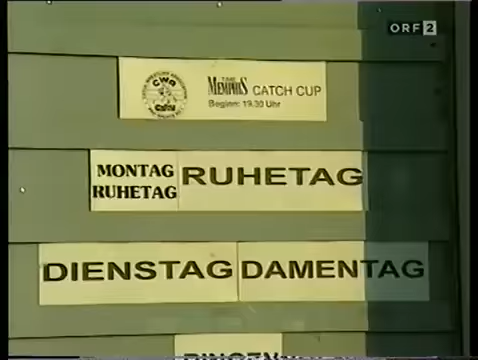 ORF 2
CWA
THE
MEMPHIS CATCH CUP
Beginn: 19.30 Uhr
MONTAG
RUHETAG
RUHETAG
DIENSTAG DAMENTAG